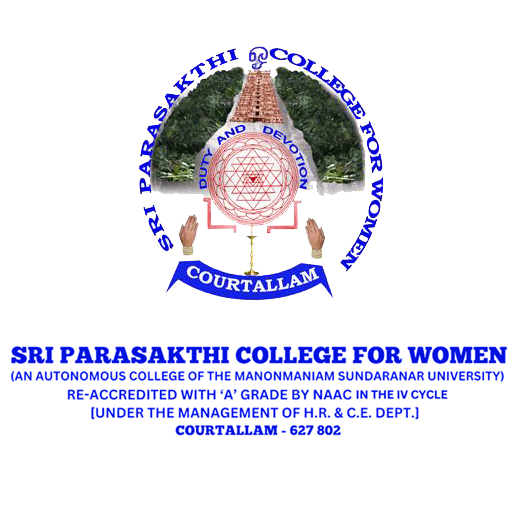 SRI PARASAKTHI COLLEGE FOR WOMEN
DUTY AND DEVOTION
COURTALLAM
SRI PARASAKTHI COLLEGE FOR WOMEN
(AN AUTONOMOUS COLLEGE OF THE MANONMANIAM SUNDARANAR UNIVERSITY)
RE-ACCREDITED WITH ‘A’ GRADE BY NAAC IN THE IV CYCLE
[UNDER THE MANAGEMENT OF H.R. & C.E. DEPT.]
COURTALLAM - 627 802